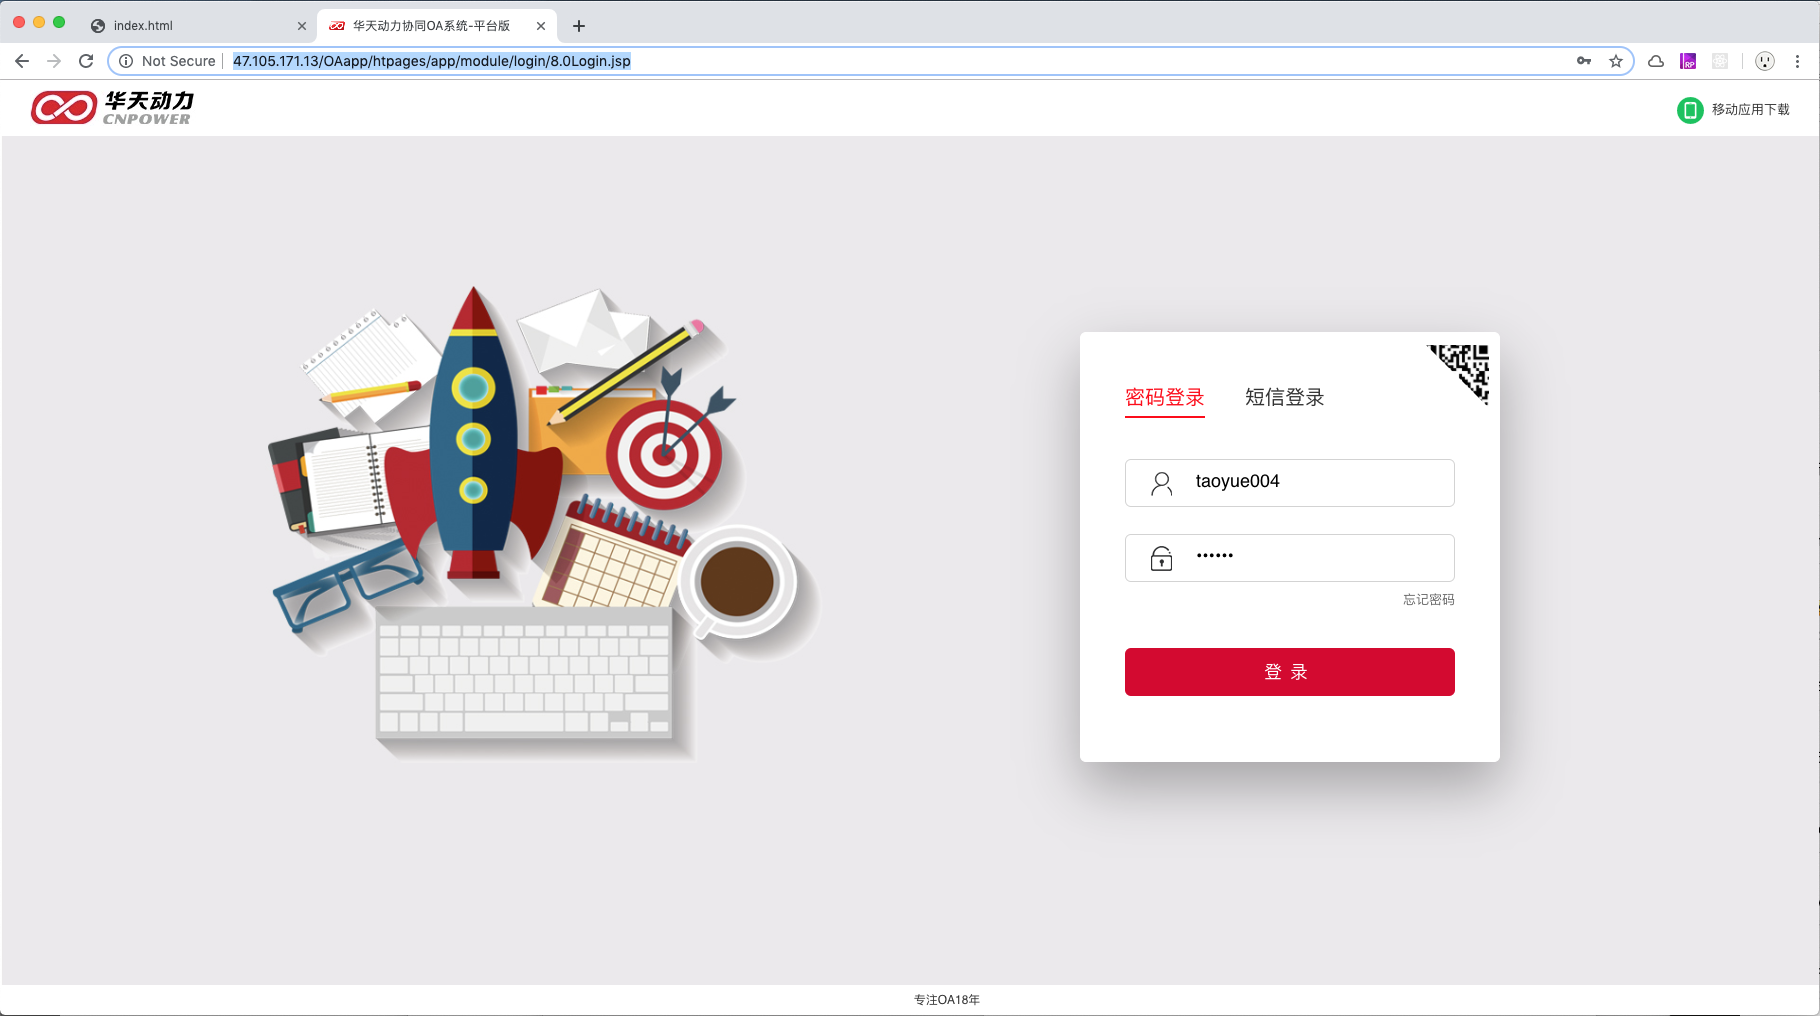 index.html
华天动力协同OA系统-平台版
Not Secure
47.105.171.13/OAapp/htpages/app/module/login/8.0Login.jsp
RP
华天动力
CNPOWER
移动应用下载
密码登录 短信登录
taoyue004
••••••
忘记密码
登 录
专注OA18年